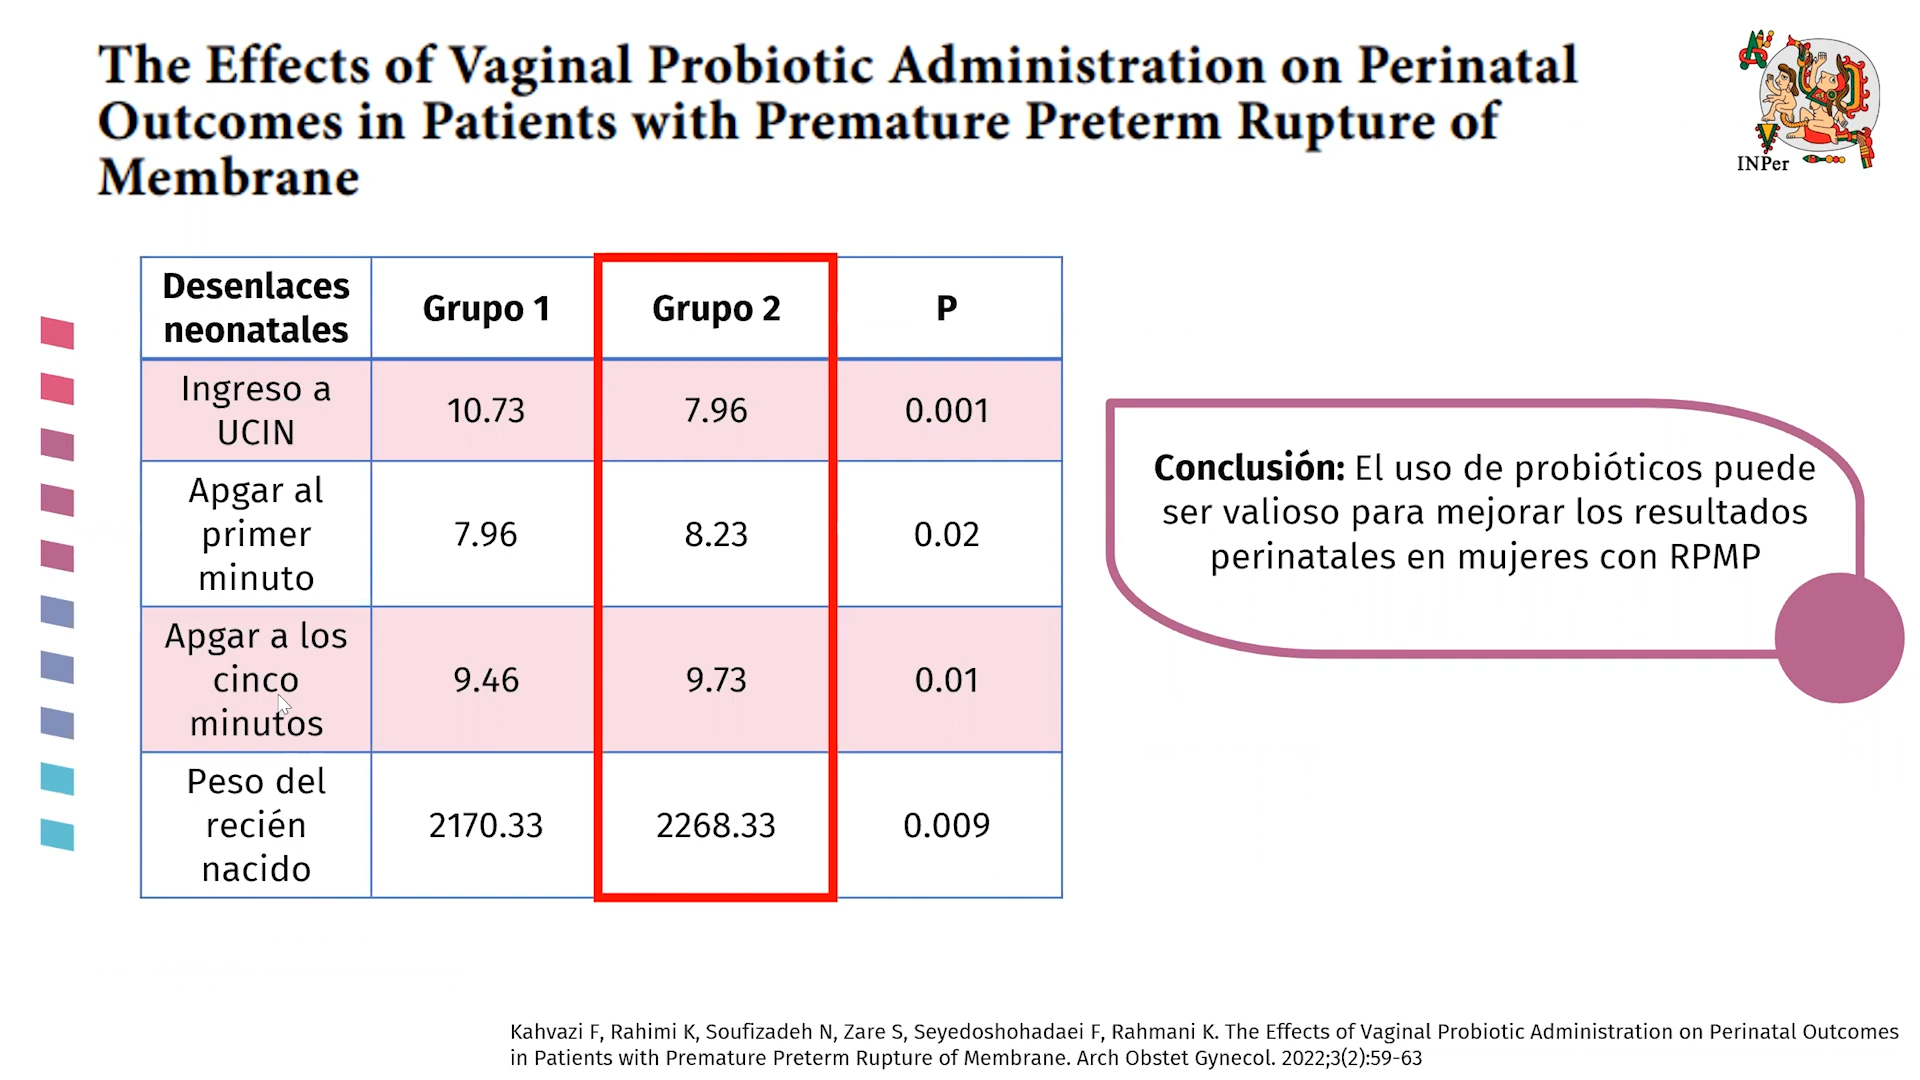 The Effects of Vaginal Probiotic Administration on Perinatal
Outcomes in Patients with Premature Preterm Rupture of
Membrane
INPer
Desenlaces
neonatales
Grupo 1
Grupo 2
P
Ingreso a
UCIN
10.73
7.96
0.001
Apgar al
primer
minuto
7.96
8.23
0.02
Apgar a los
cinco
minutos
9.46
9.73
0.01
Peso del
recién
nacido
2170.33
2268.33
0.009
Conclusión: El uso de probióticos puede
ser valioso para mejorar los resultados
perinatales en mujeres con RPMP
Kahvazi F, Rahimi K, Soufizadeh N, Zare S, Seyedoshohadaei F, Rahmani K. The Effects of Vaginal Probiotic Administration on Perinatal Outcomes
in Patients with Premature Preterm Rupture of Membrane. Arch Obstet Gynecol. 2022;3(2):59-63